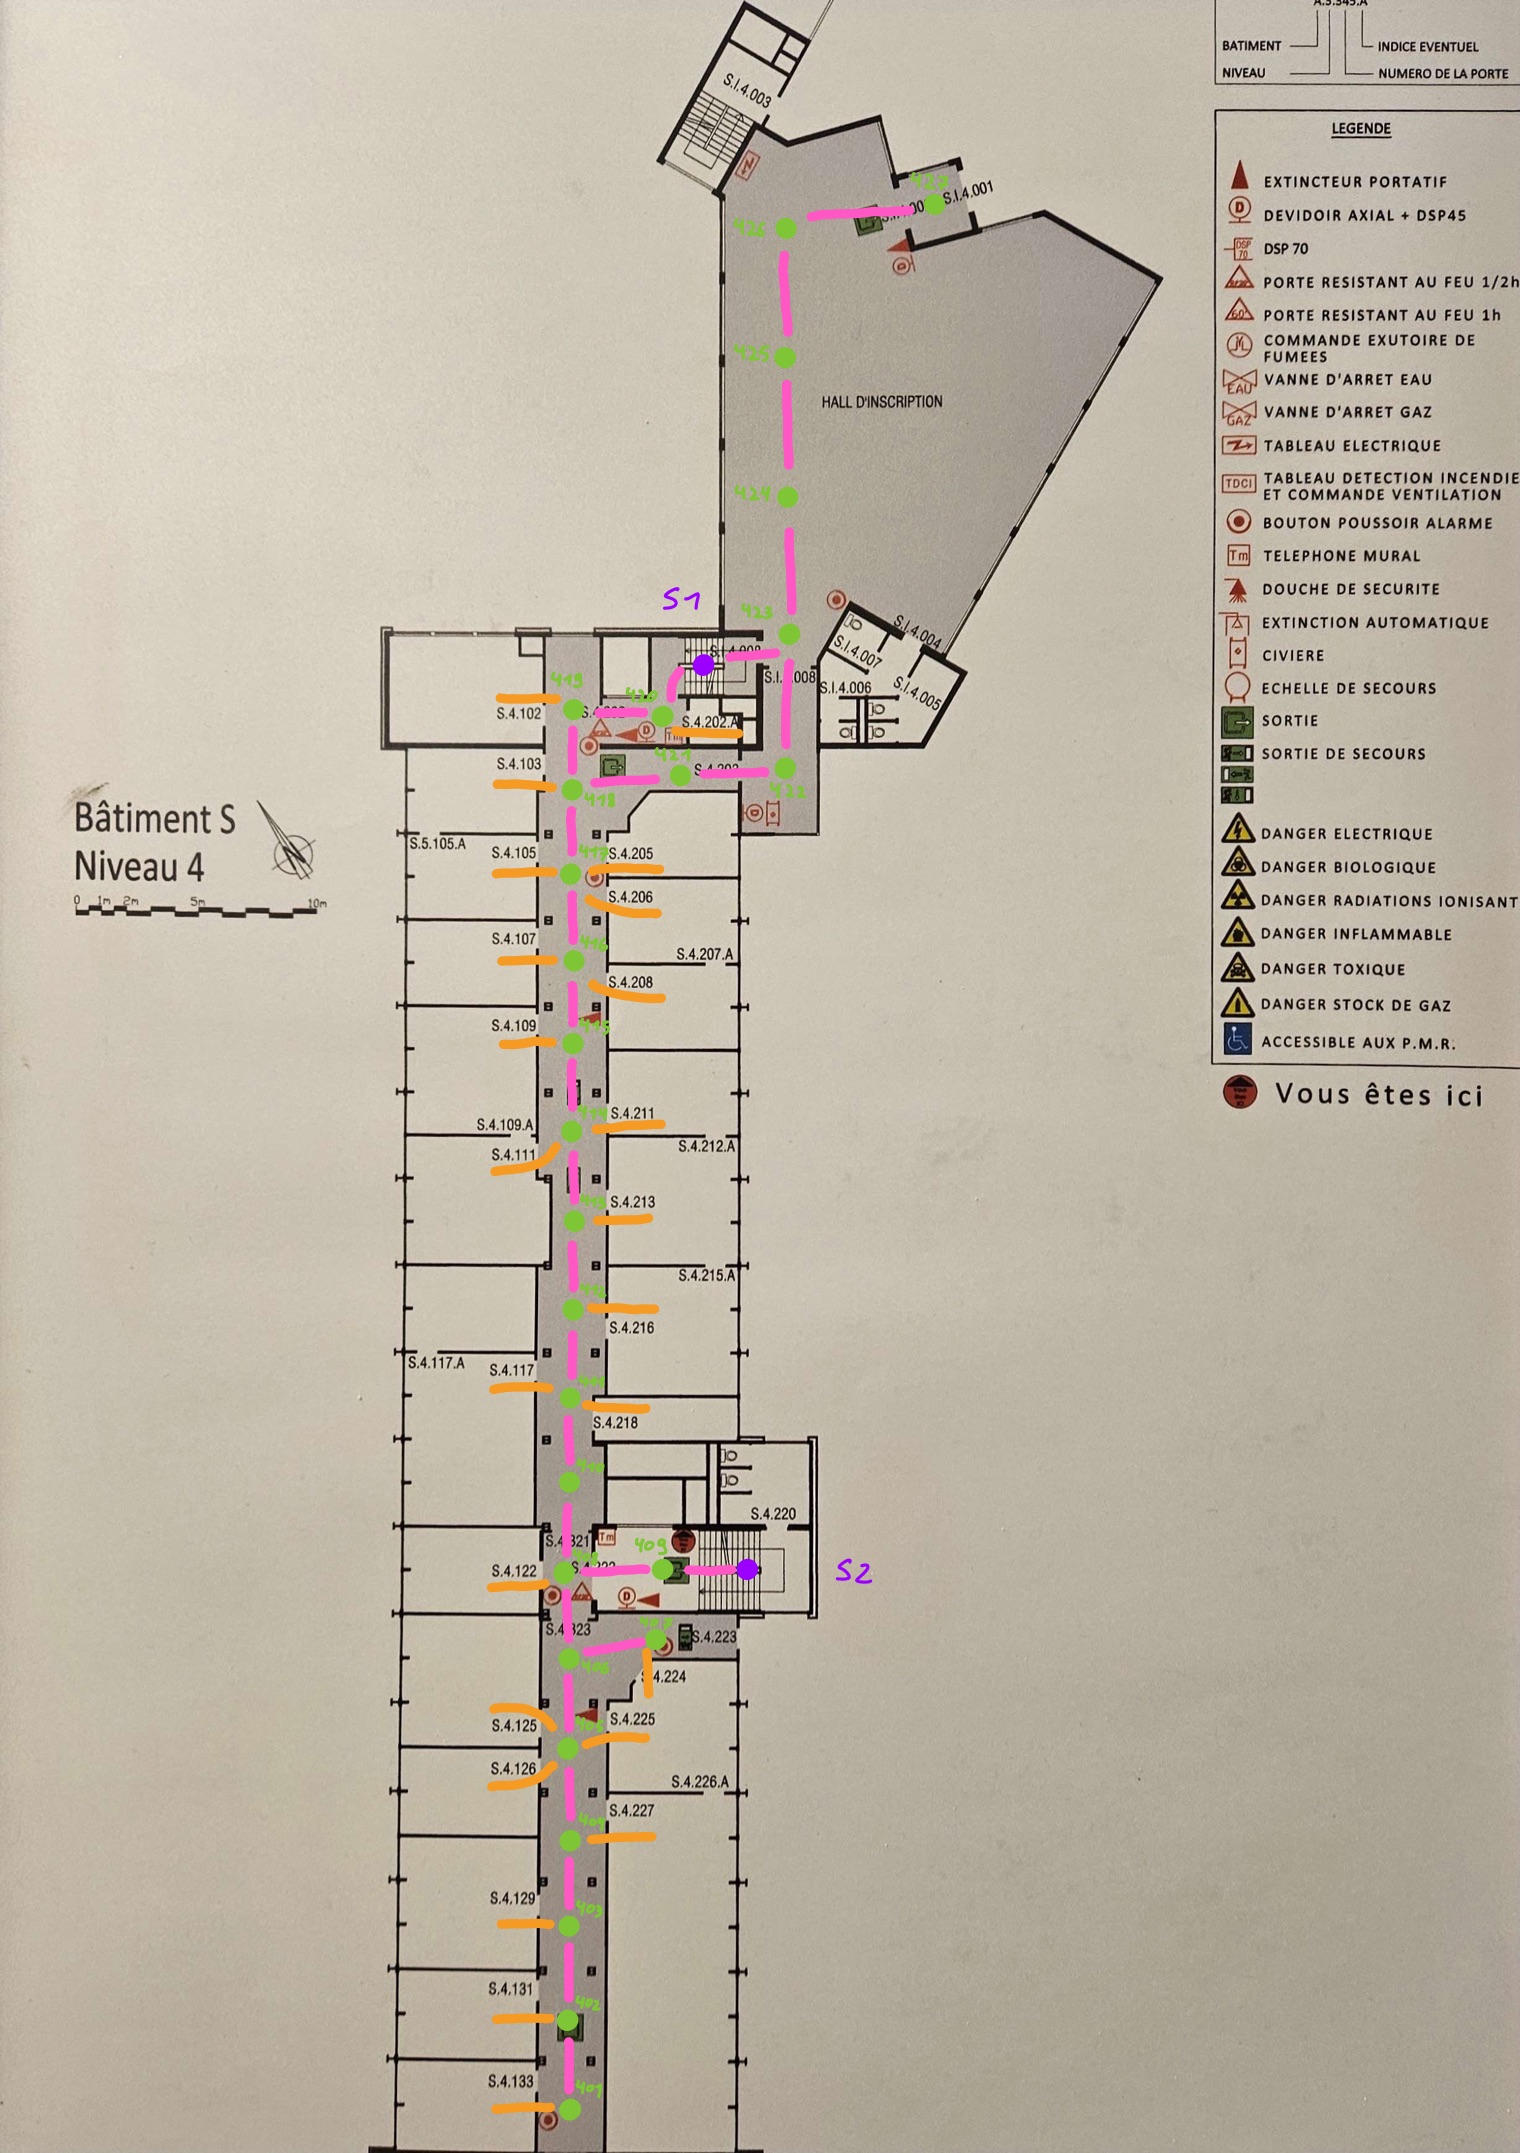 A.3.345.A
BATIMENT
INDICE EVENTUEL
NIVEAU
NUMERO DE LA PORTE
LEGENDE
EXTINCTEUR PORTATIF
DEVIDOIR AXIAL + DSP45
DSP 70
PORTE RESISTANT AU FEU 1/2h
PORTE RESISTANT AU FEU 1h
COMMANDE EXUTOIRE DE
FUMEES
EAU
VANNE D'ARRET EAU
GAZ
VANNE D'ARRET GAZ
TABLEAU ELECTRIQUE
TDCI
TABLEAU DETECTION INCENDIE
ET COMMANDE VENTILATION
BOUTON POUSSOIR ALARME
Tm
TELEPHONE MURAL
DOUCHE DE SECURITE
EXTINCTION AUTOMATIQUE
CIVIERE
ECHELLE DE SECOURS
SORTIE
SORTIE DE SECOURS
DANGER ELECTRIQUE
DANGER BIOLOGIQUE
DANGER RADIATIONS IONISANT
DANGER INFLAMMABLE
DANGER TOXIQUE
DANGER STOCK DE GAZ
ACCESSIBLE AUX P.M.R.
Vous êtes ici
Bâtiment S
Niveau 4
0 1m 2m 5m 10m
S.I.4.003
427
S.I.4.001
426
425
HALL D'INSCRIPTION
424
S1
423
S.I.4.004
S.I.4.007
S.I.4.006
S.I.4.005
419
420
S.4.102
S.4.202.A
Tm
S.4.103
421
422
418
S.5.105.A
S.4.105
417
S.4.205
S.4.206
S.4.107
416
S.4.207.A
S.4.208
S.4.109
415
S.4.109.A
414
S.4.211
S.4.111
S.4.212.A
413
S.4.213
S.4.215.A
412
S.4.216
S.4.117.A
S.4.117
411
S.4.218
410
S.4.220
Tm
409
S2
S.4.122
408
S.4.223
407
406
S.4.224
S.4.125
405
S.4.225
S.4.126
S.4.226.A
404
S.4.227
S.4.129
403
S.4.131
402
S.4.133
401